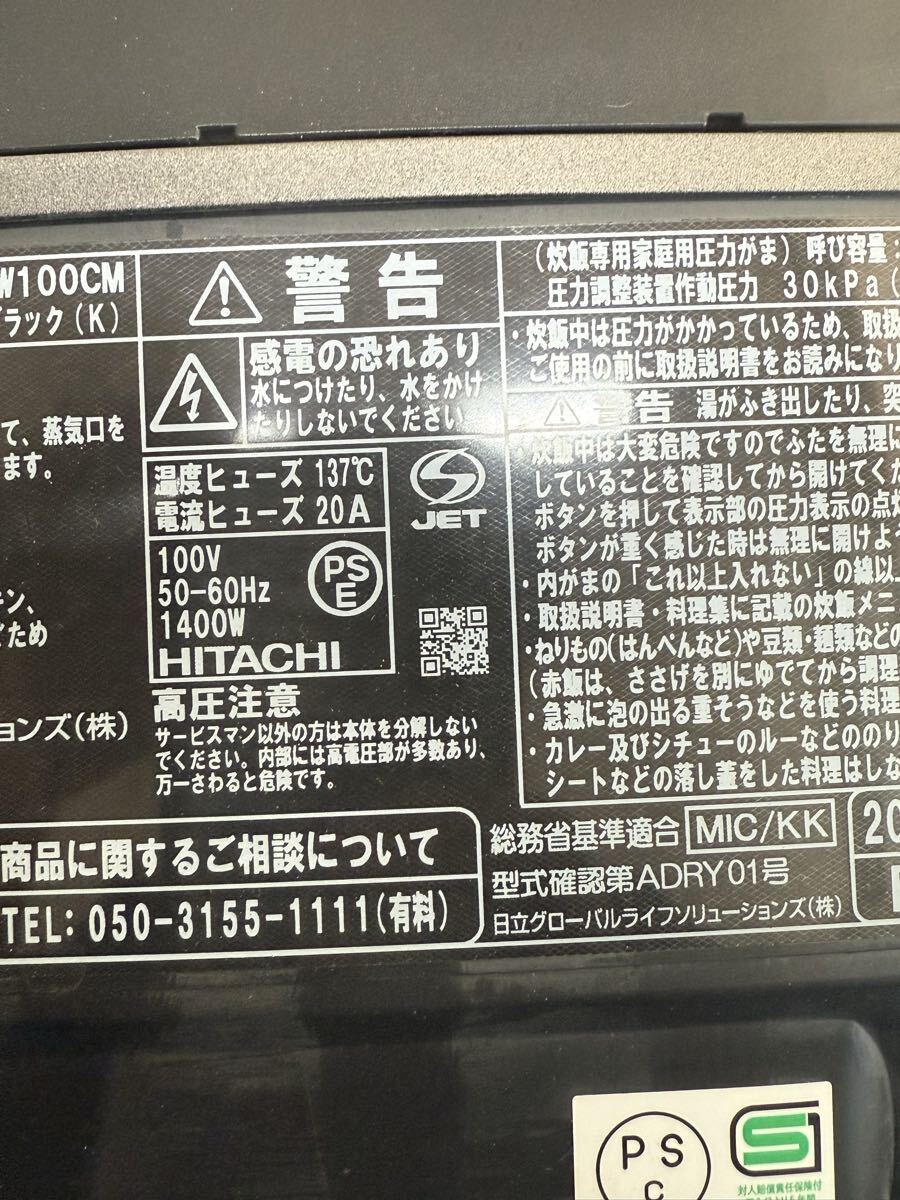 W100CM
ブラック(K)
て、蒸気口を
ます。
ため
ョンズ(株)
警告
感電の恐れあり
水につけたり、水をかけ
たりしないでください
温度ヒューズ 137℃
電流ヒューズ 20A
JET
100V
50-60Hz
1400W
PS
E
HITACHI
高圧注意
サービスマン以外の方は本体を分解しない
でください。内部には高電圧部が多数あり、
万一さわると危険です。
(炊飯専用家庭用圧力がま) 呼び容量:
圧力調整装置作動圧力 30kPa(
・炊飯中は圧力がかかっているため、取扱
ご使用の前に取扱説明書をお読みになり
警告 湯がふき出したり、突
・炊飯中は大変危険ですのでふたを無理に
していることを確認してから開けてくだ
ボタンを押して表示部の圧力表示の点
ボタンが重く感じた時は無理に開けよ
・内がまの「これ以上入れない」の線以
・取扱説明書・料理集に記載の炊飯メニ
・ねりもの(はんぺんなど)や豆類・麺類などの
(赤飯は、ささげを別にゆでてから調理
・急激に泡の出る重そうなどを使う料理
・カレー及びシチューのルーなどののり
シートなどの落し蓋をした料理はしな
商品に関するご相談について
TEL: 050-3155-1111(有料)
総務省基準適合 MIC/KK
型式確認第ADRY01号
日立グローバルライフソリューションズ(株)
20
PS
C
対人賠償責任保険付